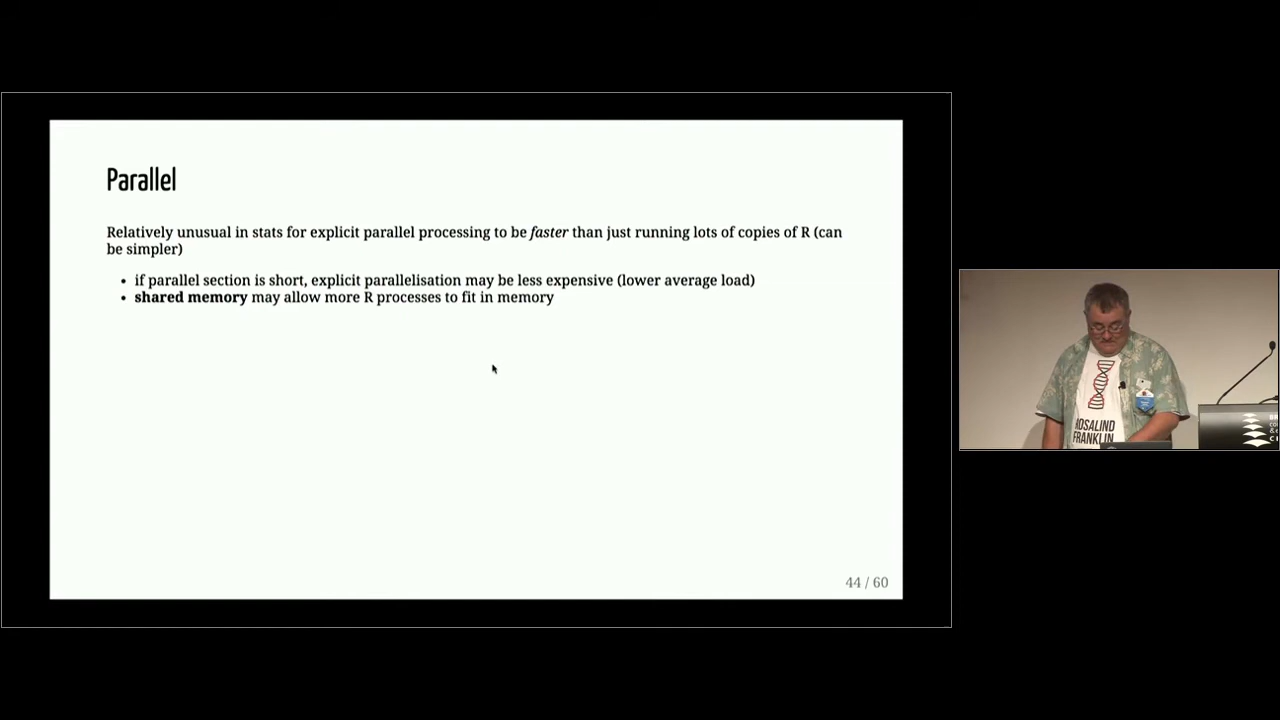 Parallel
Relatively unusual in stats for explicit parallel processing to be faster than just running lots of copies of R (can
be simpler)
• if parallel section is short, explicit parallelisation may be less expensive (lower average load)
• shared memory may allow more R processes to fit in memory
44 / 60
ROSALIND
FRANKLIN